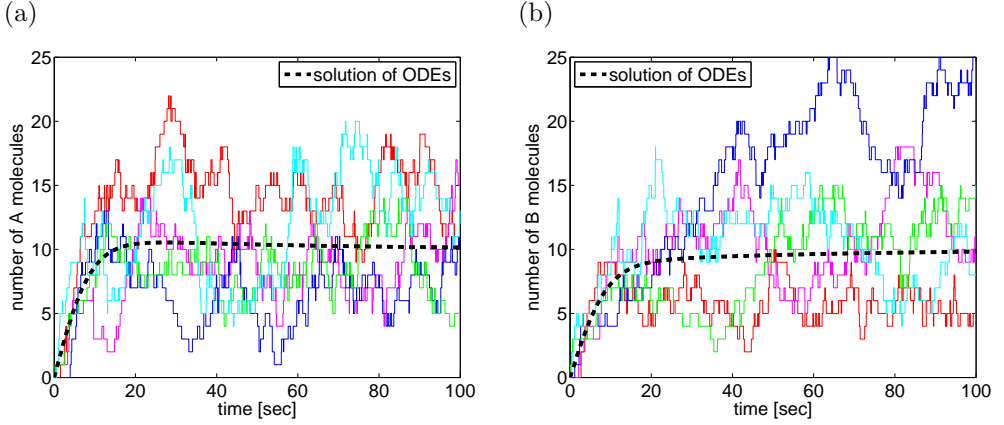 (a)
25
20
15
10
5
0
0 20 40 60 80 100
number of A molecules
time [sec]
solution of ODEs
(b)
25
20
15
10
5
0
0 20 40 60 80 100
number of B molecules
time [sec]
solution of ODEs